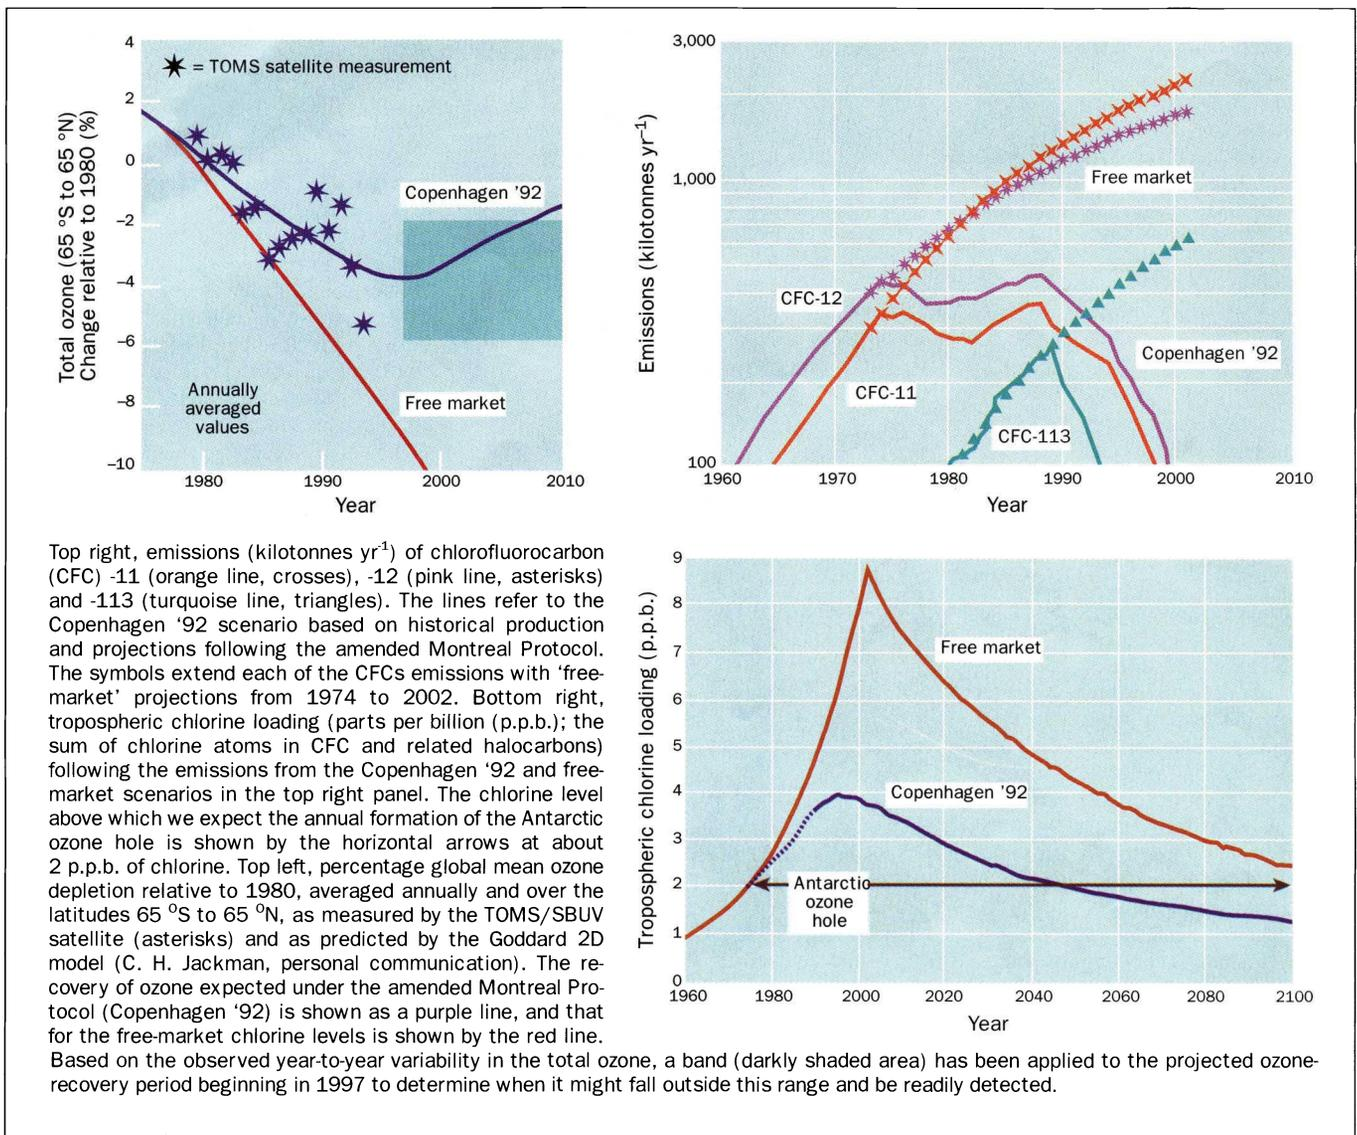 4
2
0
−2
−4
−6
−8
−10
Total ozone (65 °S to 65 °N)
Change relative to 1980 (%)
= TOMS satellite measurement
Copenhagen '92
Annually
averaged
values
Free market
1980
1990
2000
2010
Year
3,000
1,000
100
Emissions (kilotonnes yr−1)
Free market
CFC-12
Copenhagen '92
CFC-11
CFC-113
1960
1970
1980
1990
2000
2010
Year
Top right, emissions (kilotonnes yr-1) of chlorofluorocarbon
(CFC) -11 (orange line, crosses), -12 (pink line, asterisks)
and -113 (turquoise line, triangles). The lines refer to the
Copenhagen ‘92 scenario based on historical production
and projections following the amended Montreal Protocol.
The symbols extend each of the CFCs emissions with ‘free-
market’ projections from 1974 to 2002. Bottom right,
tropospheric chlorine loading (parts per billion (p.p.b.); the
sum of chlorine atoms in CFC and related halocarbons)
following the emissions from the Copenhagen ‘92 and free-
market scenarios in the top right panel. The chlorine level
above which we expect the annual formation of the Antarctic
ozone hole is shown by the horizontal arrows at about
2 p.p.b. of chlorine. Top left, percentage global mean ozone
depletion relative to 1980, averaged annually and over the
latitudes 65 °S to 65 °N, as measured by the TOMS/SBUV
satellite (asterisks) and as predicted by the Goddard 2D
model (C. H. Jackman, personal communication). The re-
covery of ozone expected under the amended Montreal Pro-
tocol (Copenhagen ‘92) is shown as a purple line, and that
for the free-market chlorine levels is shown by the red line.
Based on the observed year-to-year variability in the total ozone, a band (darkly shaded area) has been applied to the projected ozone-
recovery period beginning in 1997 to determine when it might fall outside this range and be readily detected.
9
8
7
6
5
4
3
2
1
0
Tropospheric chlorine loading (p.p.b.)
Free market
Copenhagen '92
Antarctic
ozone
hole
1960
1980
2000
2020
2040
2060
2080
2100
Year